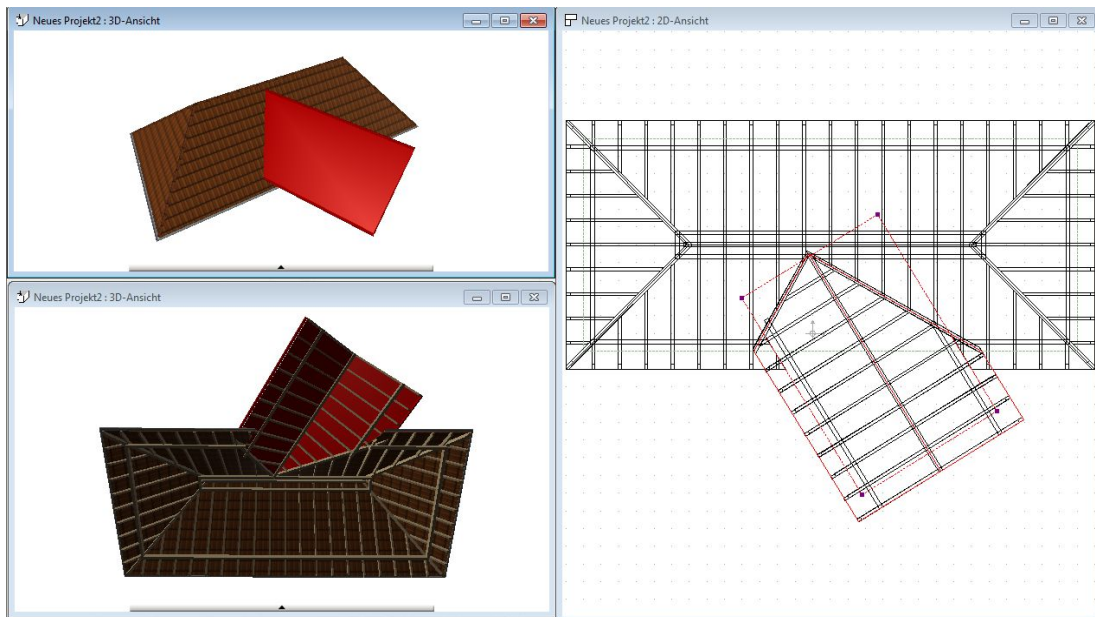 Neues Projekt2 : 3D-Ansicht
Neues Projekt2 : 3D-Ansicht
Neues Projekt2 : 2D-Ansicht